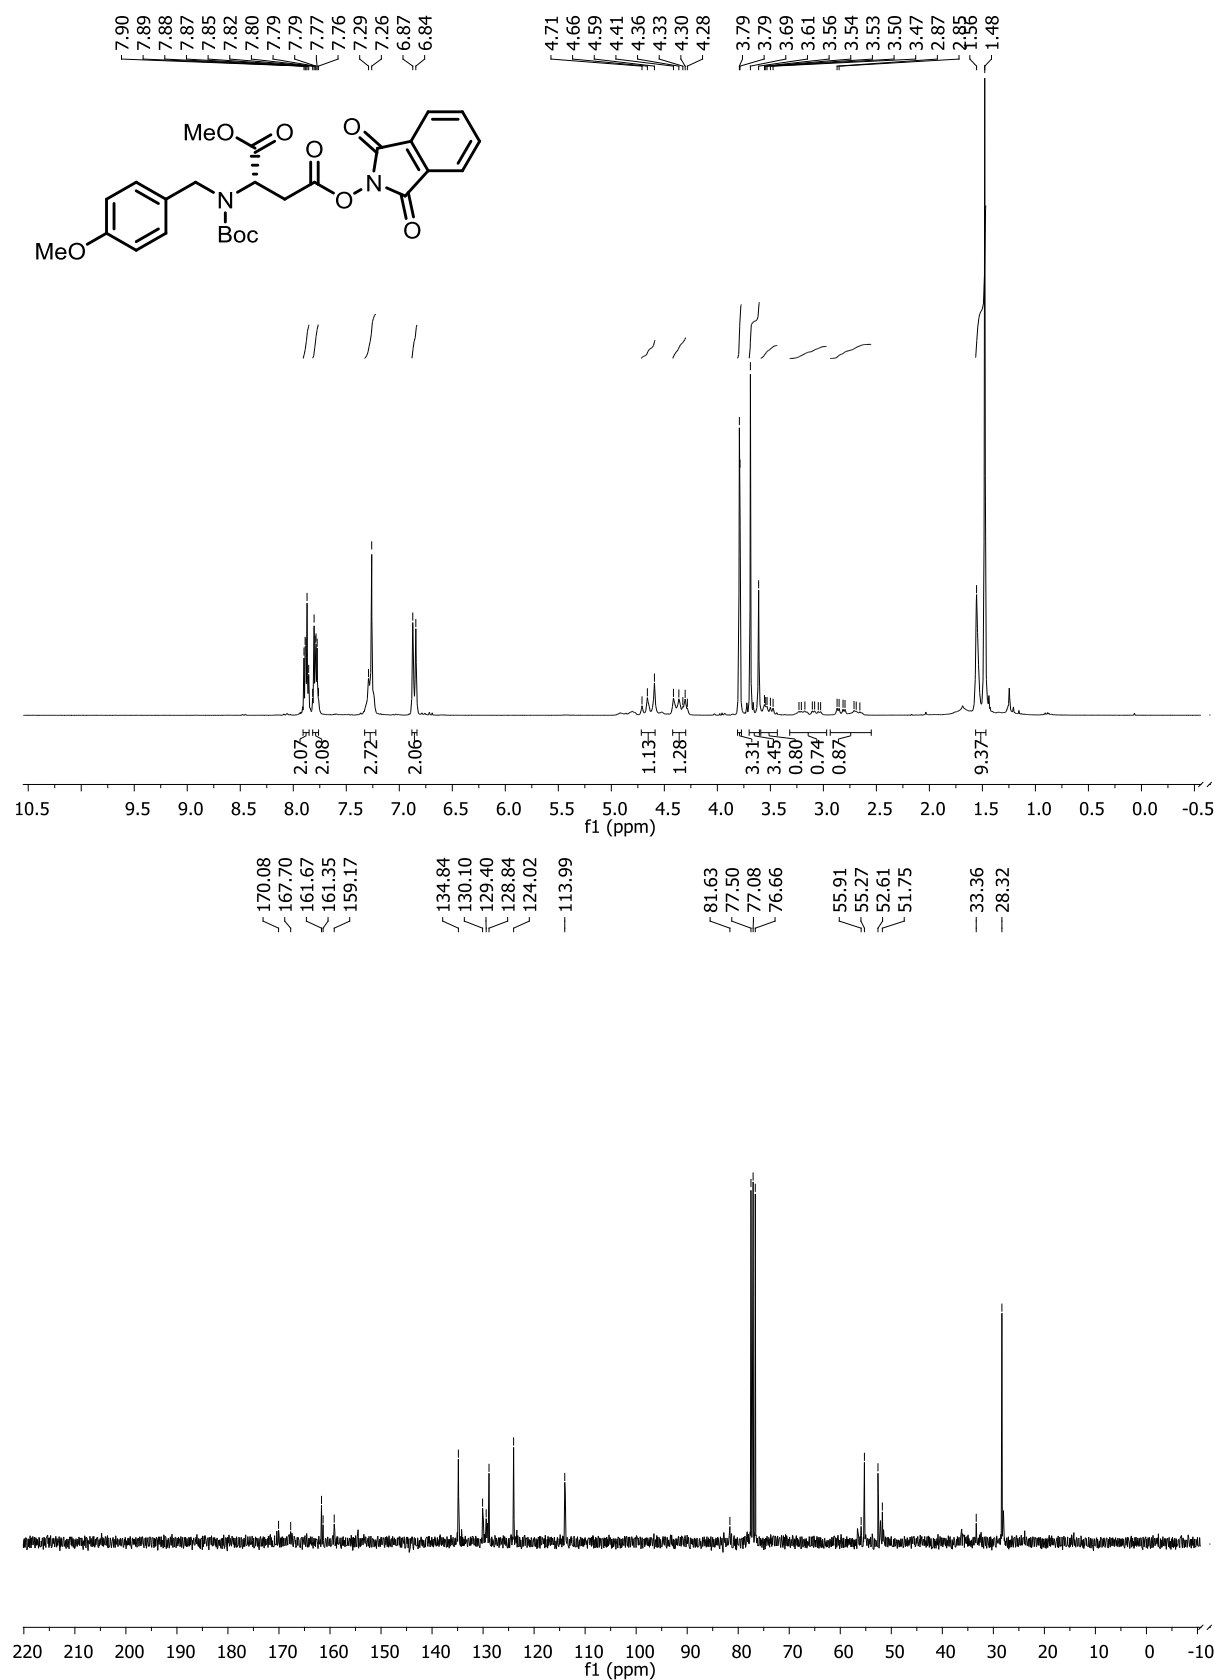 7.90 7.89 7.88 7.87 7.85 7.82 7.80 7.79 7.79 7.77 7.76 7.29 7.26 6.87 6.84 4.71 4.66 4.59 4.41 4.36 4.33 4.30 4.28 3.79 3.79 3.69 3.61 3.56 3.54 3.53 3.50 3.47 2.87 2.85 1.56 1.48
MeO O O O
N
O O
N
Boc
MeO
2.07 2.08 2.72 2.06 1.13 1.28 3.31 3.45 0.80 0.74 0.87 9.37
10.5 9.5 9.0 8.5 8.0 7.5 7.0 6.5 6.0 5.5 5.0 4.5 4.0 3.5 3.0 2.5 2.0 1.5 1.0 0.5 0.0 -0.5
f1 (ppm)
170.08 167.70 161.67 161.35 159.17 134.84 130.10 129.40 128.84 124.02 113.99 81.63 77.50 77.08 76.66 55.91 55.27 52.61 51.75 33.36 28.32
220 210 200 190 180 170 160 150 140 130 120 110 100 90 80 70 60 50 40 30 20 10 0 -10
f1 (ppm)